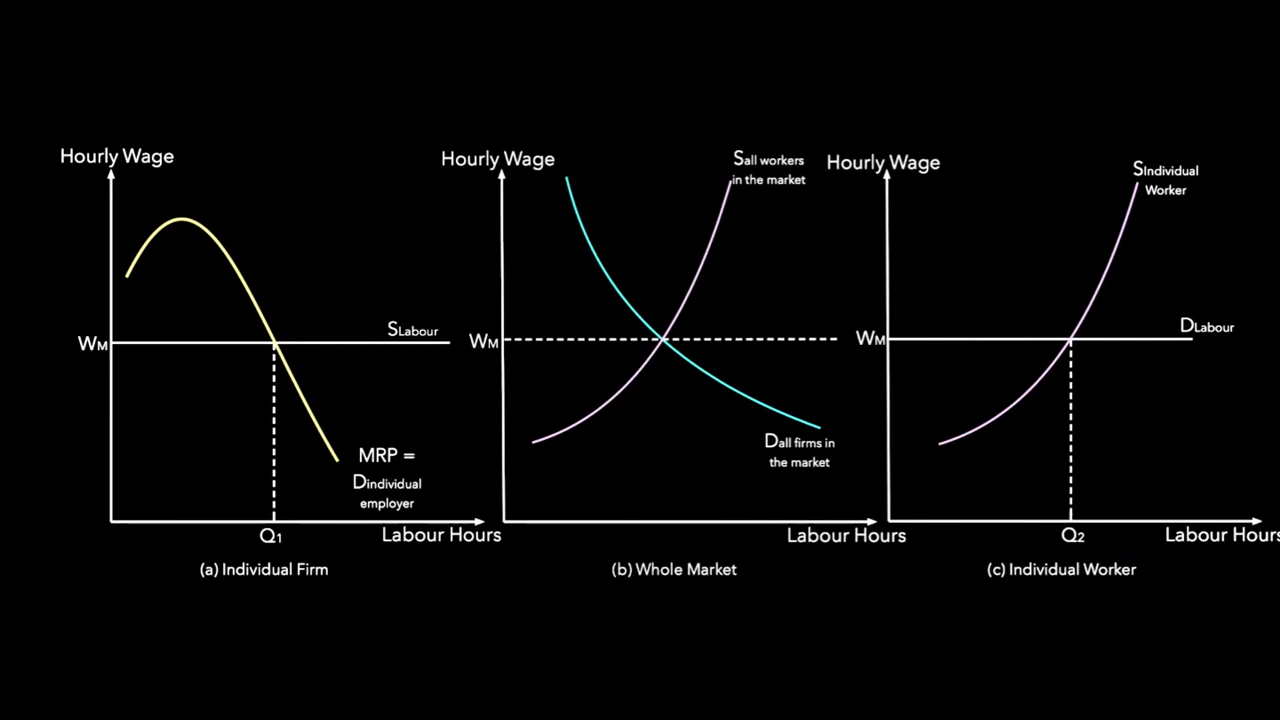 Hourly Wage
SLabour
WM
MRP =
Dindividual
employer
Q1
Labour Hours
(a) Individual Firm
Hourly Wage
Sall workers
in the market
WM
Dall firms in
the market
Labour Hours
(b) Whole Market
Hourly Wage
SIndividual
Worker
DLabour
WM
Q2
Labour Hours
(c) Individual Worker